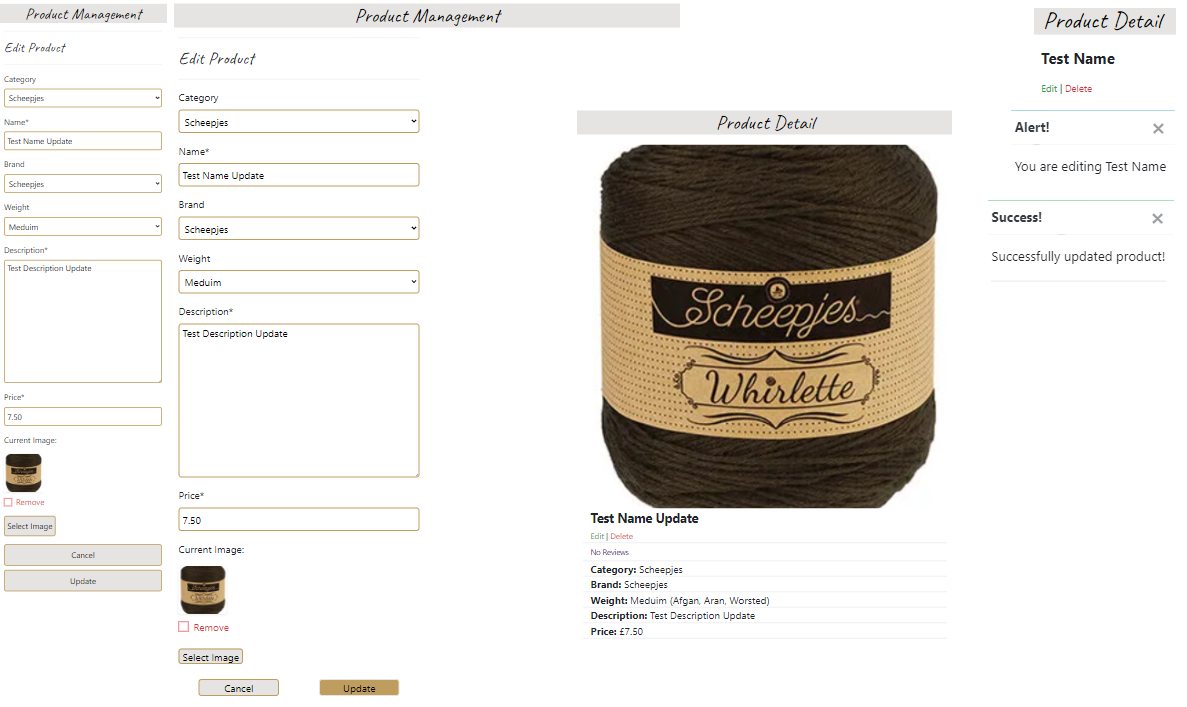 Product Management
Edit Product
Category
Scheepjes
Name*
Test Name Update
Brand
Scheepjes
Weight
Meduim
Description*
Test Description Update
Price*
7.50
Current Image:
Remove
Select Image
Cancel
Update
Product Management
Edit Product
Category
Scheepjes
Name*
Test Name Update
Brand
Scheepjes
Weight
Meduim
Description*
Test Description Update
Price*
7.50
Current Image:
Remove
Select Image
Cancel
Update
Product Detail
Scheepjes
Whirlette
Test Name Update
Edit | Delete
No Reviews
Category: Scheepjes
Brand: Scheepjes
Weight: Meduim (Afgan, Aran, Worsted)
Description: Test Description Update
Price: £7.50
Product Detail
Test Name
Edit | Delete
Alert!
You are editing Test Name
Success!
Successfully updated product!